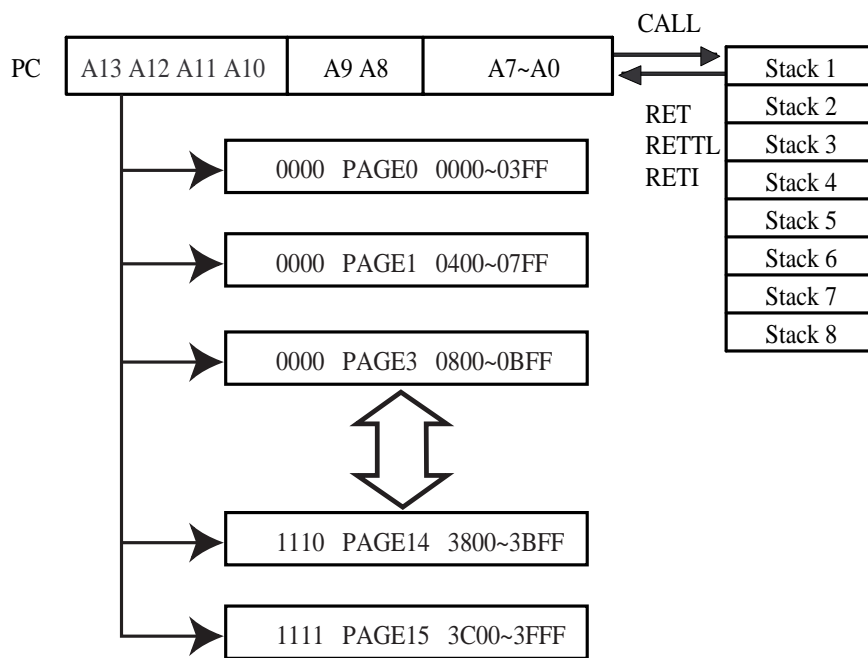 CALL
PC
A13 A12 A11 A10
A9 A8
A7~A0
Stack 1
Stack 2
Stack 3
Stack 4
Stack 5
Stack 6
Stack 7
Stack 8
RET
RETTL
RETI
0000 PAGE0 0000~03FF
0000 PAGE1 0400~07FF
0000 PAGE3 0800~0BFF
1110 PAGE14 3800~3BFF
1111 PAGE15 3C00~3FFF